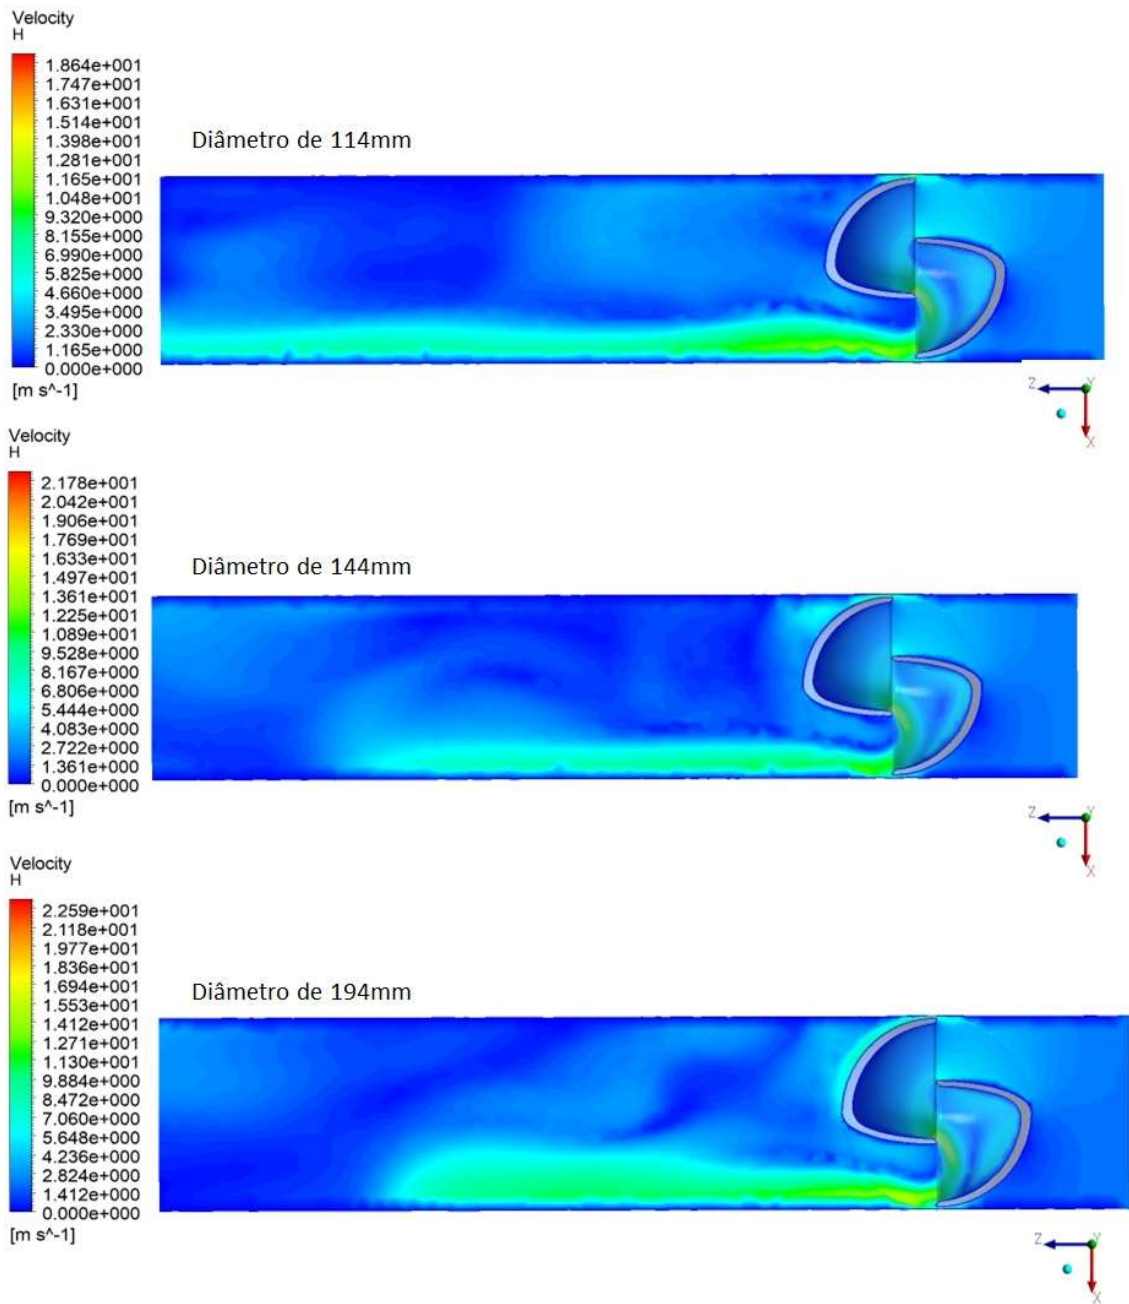 Velocity
H
1.864e+001
1.747e+001
1.631e+001
1.514e+001
1.398e+001
1.281e+001
1.165e+001
1.048e+001
9.320e+000
8.155e+000
6.990e+000
5.825e+000
4.660e+000
3.495e+000
2.330e+000
1.165e+000
0.000e+000
[m s^-1]
Diâmetro de 114mm
Z
Y
X
Velocity
H
2.178e+001
2.042e+001
1.906e+001
1.769e+001
1.633e+001
1.497e+001
1.361e+001
1.225e+001
1.089e+001
9.528e+000
8.167e+000
6.806e+000
5.444e+000
4.083e+000
2.722e+000
1.361e+000
0.000e+000
[m s^-1]
Diâmetro de 144mm
Z
Y
X
Velocity
H
2.259e+001
2.118e+001
1.977e+001
1.836e+001
1.694e+001
1.553e+001
1.412e+001
1.271e+001
1.130e+001
9.884e+000
8.472e+000
7.060e+000
5.648e+000
4.236e+000
2.824e+000
1.412e+000
0.000e+000
[m s^-1]
Diâmetro de 194mm
Z
Y
X